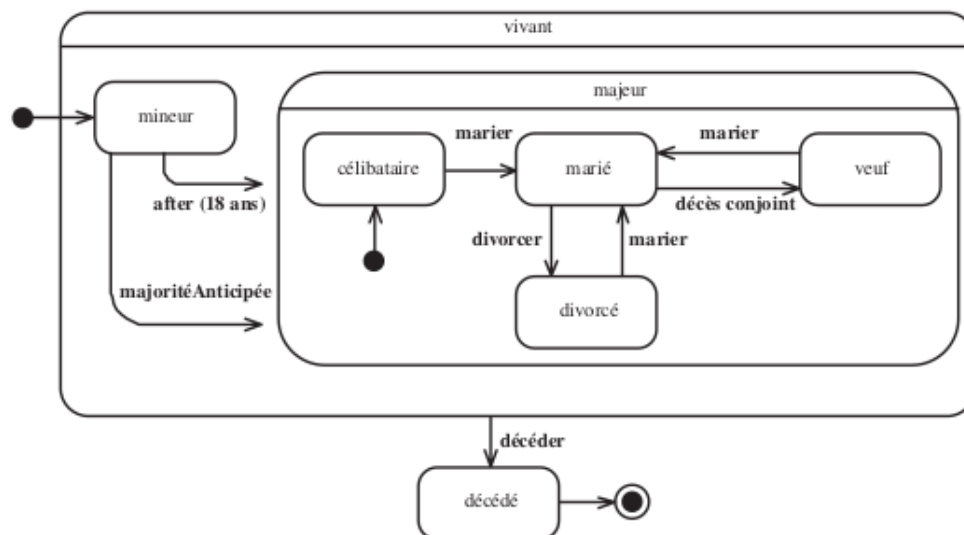 vivant
majeur
mineur
marier
marier
célibataire
marié
veuf
after (18 ans)
décès conjoint
divorcer
marier
majoritéAnticipée
divorcé
décéder
décédé